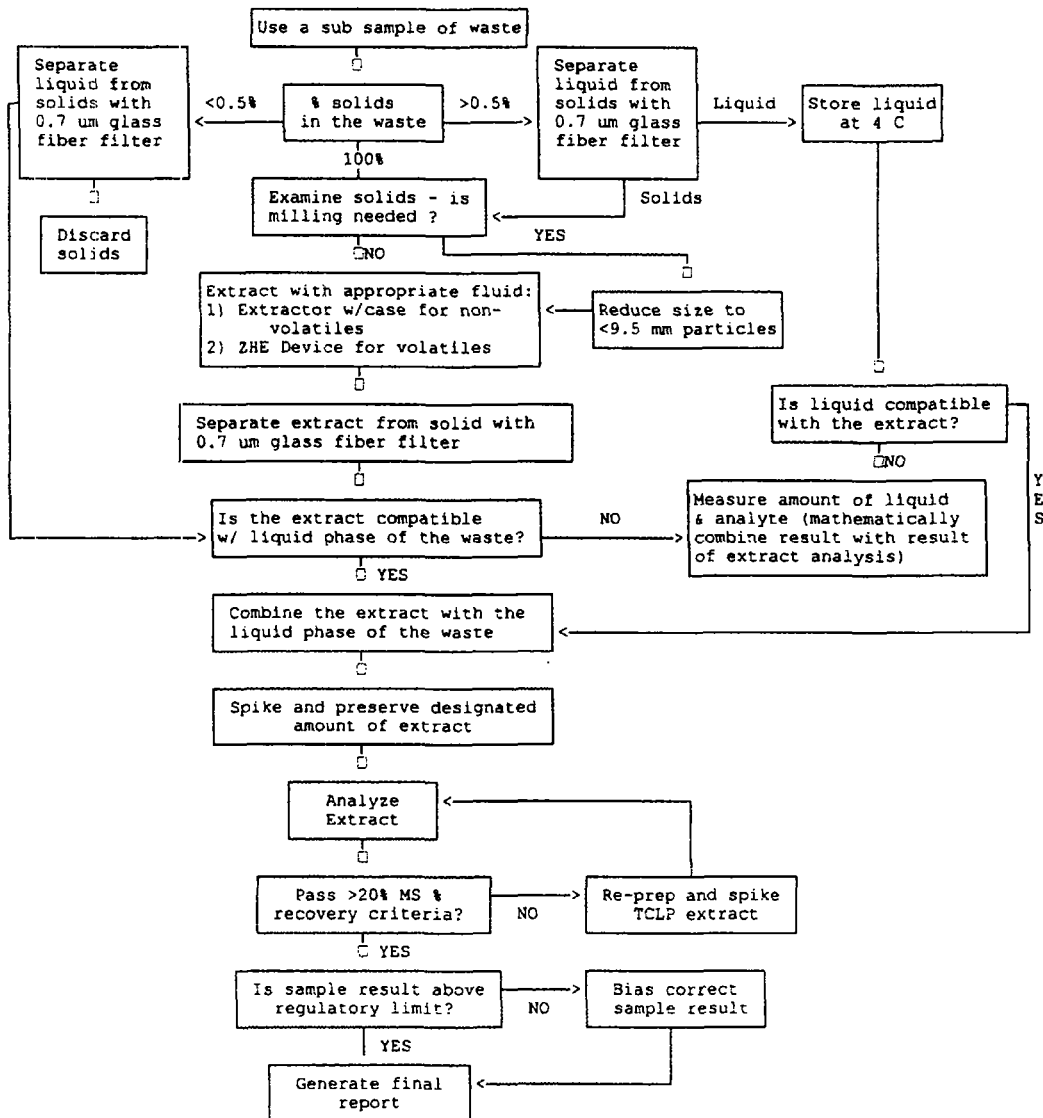 Use a sub sample of waste
Separate
liquid from
solids with
0.7 um glass
fiber filter
<0.5%
% solids
in the waste
>0.5%
Separate
liquid from
solids with
0.7 um glass
fiber filter
Liquid
Store liquid
at 4 C
100%
Solids
Examine solids - is
milling needed ?
Discard
solids
NO
YES
Extract with appropriate fluid:
1) Extractor w/case for non-
volatiles
2) ZHE Device for volatiles
Reduce size to
<9.5 mm particles
Is liquid compatible
with the extract?
Separate extract from solid with
0.7 um glass fiber filter
NO
YES
Is the extract compatible
w/ liquid phase of the waste?
NO
Measure amount of liquid
& analyte (mathematically
combine result with result
of extract analysis)
YES
Combine the extract with the
liquid phase of the waste
Spike and preserve designated
amount of extract
Analyze
Extract
Pass >20% MS %
recovery criteria?
NO
Re-prep and spike
TCLP extract
YES
Is sample result above
regulatory limit?
NO
Bias correct
sample result
YES
Generate final
report